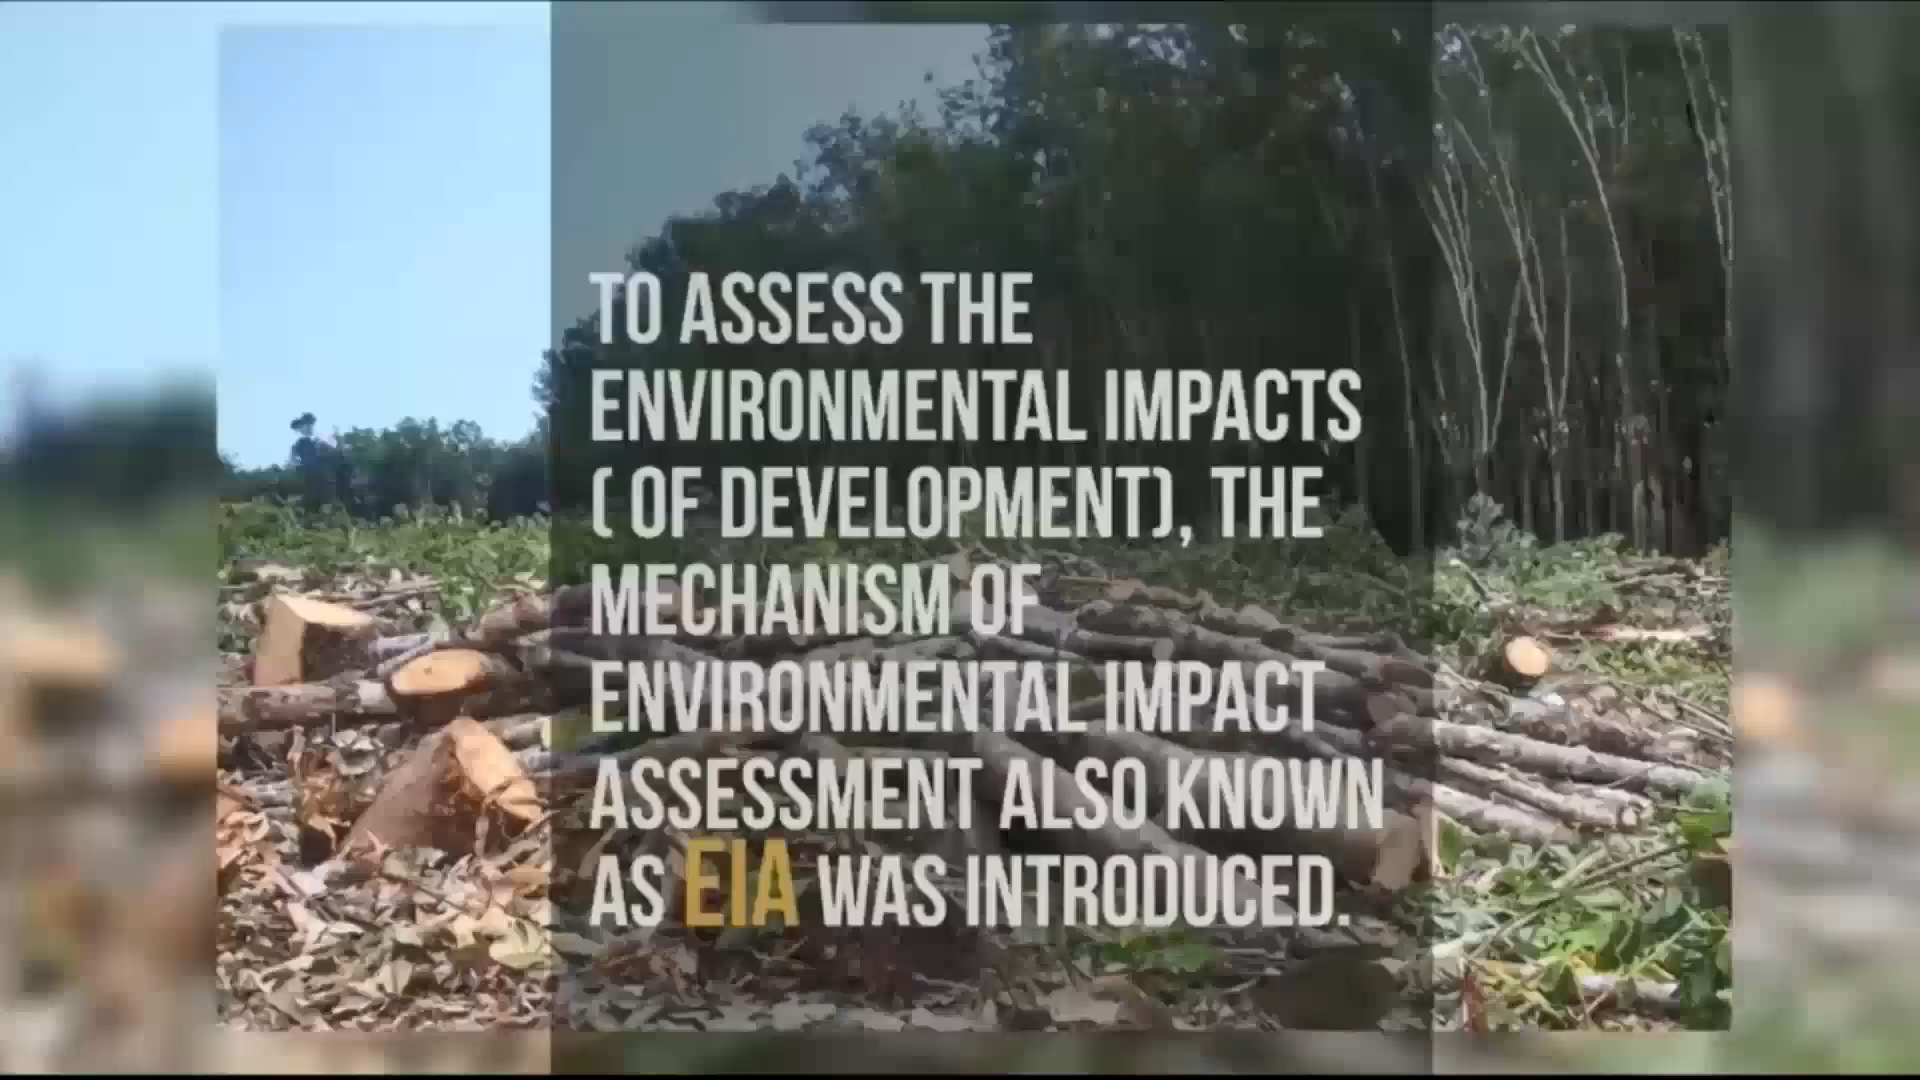 TO ASSESS THE
ENVIRONMENTAL IMPACTS
( OF DEVELOPMENT), THE
MECHANISM OF
ENVIRONMENTAL IMPACT
ASSESSMENT ALSO KNOWN
AS EIA WAS INTRODUCED.